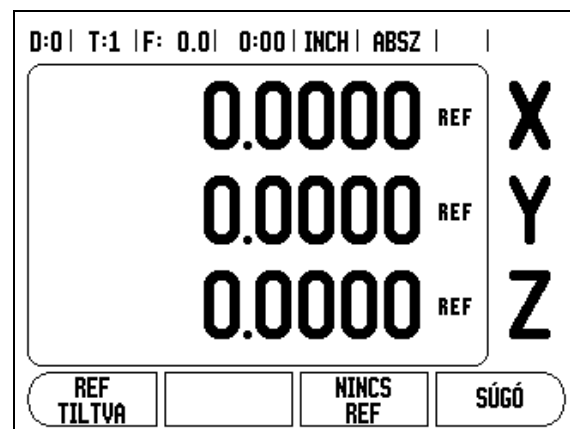 D:0 | T:1 | F: 0.0 | 0:00 | INCH | ABSZ | |
0.0000 REF X
0.0000 REF Y
0.0000 REF Z
REF TILTVA
NINCS REF
SÚGÓ